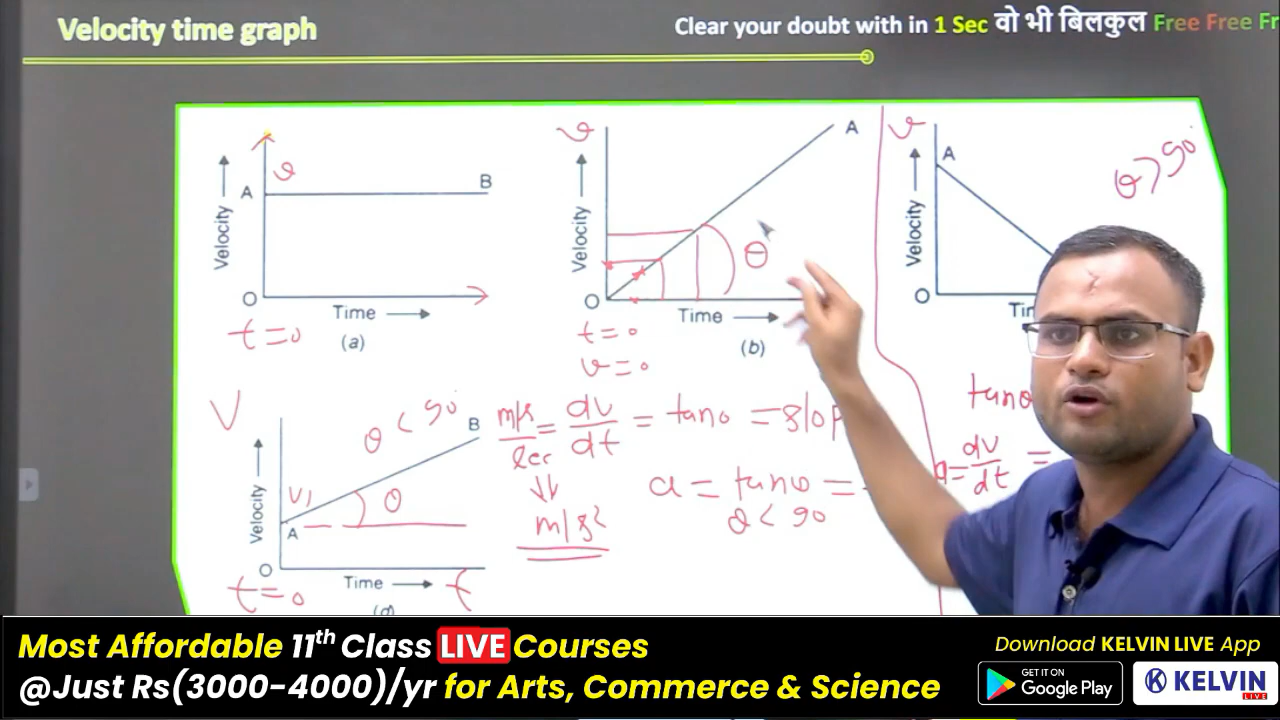 Velocity time graph
Clear your doubt with in 1 Sec वो भी बिलकुल Free Free Fr
v
A
B
Velocity
O
Time
t=0
(a)
v
A
Velocity
θ
O
Time
t=0
v=0
(b)
v
A
θ>90°
Velocity
O
V
θ<90°
B
V1
θ
Velocity
A
O
Time
t=0
t
m/s/sec = dv/dt = tanθ = slop
m/s²
a = tanθ =
θ<90
tanθ
a=dv/dt =
Most Affordable 11th Class LIVE Courses
@Just Rs(3000-4000)/yr for Arts, Commerce & Science
Download KELVIN LIVE App
GET IT ON
Google Play
KELVIN
LIVE